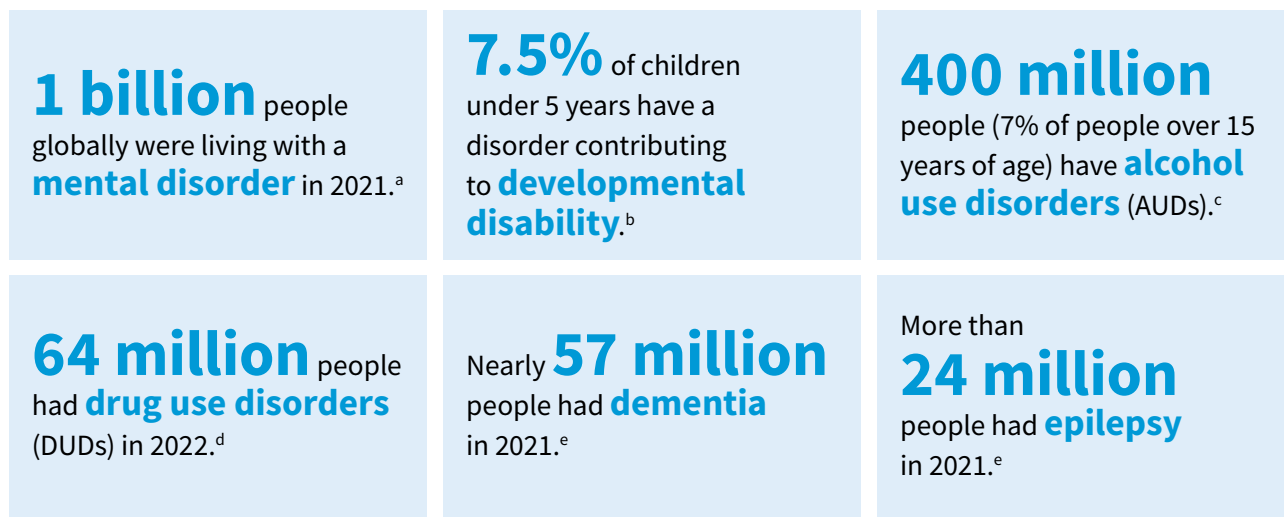 1 billion people
globally were living with a
mental disorder in 2021.a
7.5% of children
under 5 years have a
disorder contributing
to developmental
disability.b
400 million
people (7% of people over 15
years of age) have alcohol
use disorders (AUDs).c
64 million people
had drug use disorders
(DUDs) in 2022.d
Nearly 57 million
people had dementia
in 2021.e
More than
24 million
people had epilepsy
in 2021.e